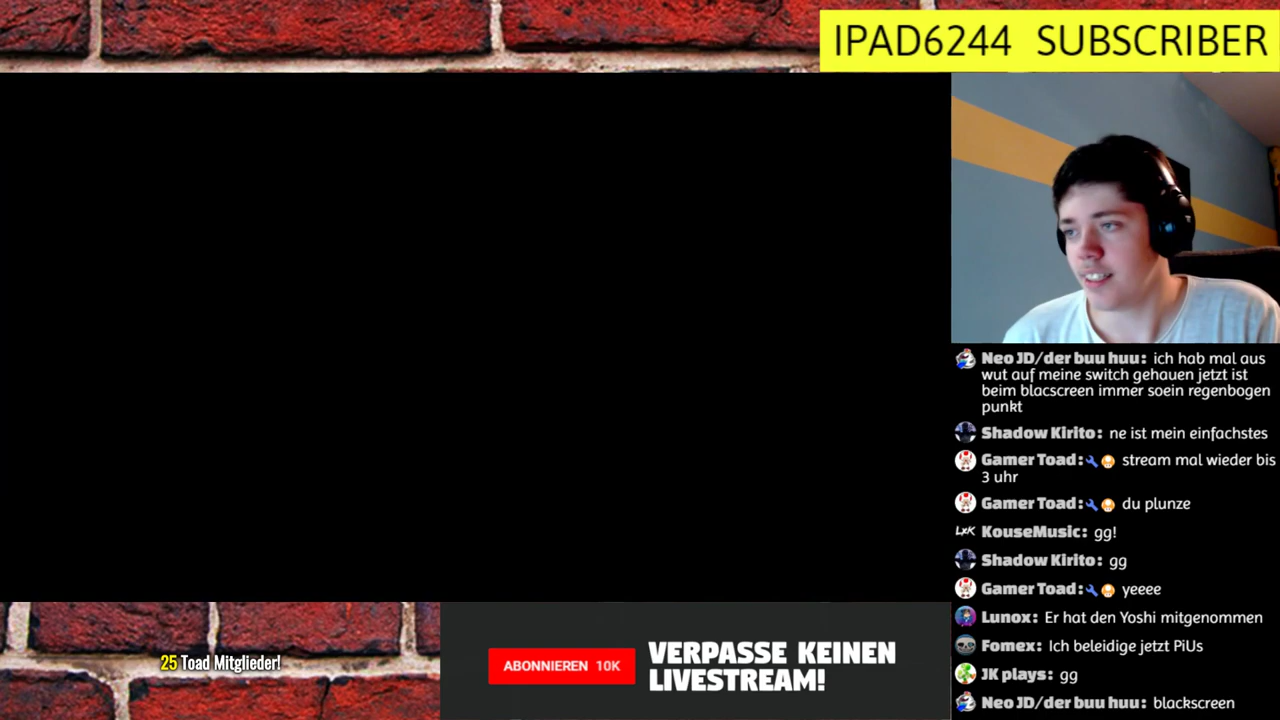 IPAD6244 SUBSCRIBER
Neo JD/der buu huu: ich hab mal aus
wut auf meine switch gehauen jetzt ist
beim blacscreen immer soein regenbogen
punkt
Shadow Kirito: ne ist mein einfachstes
Gamer Toad: stream mal wieder bis
3 uhr
Gamer Toad: du plunze
LxK KouseMusic: gg!
Shadow Kirito: gg
Gamer Toad: yeeee
Lunox: Er hat den Yoshi mitgenommen
Fomex: Ich beleidige jetzt PiUs
JK plays: gg
Neo JD/der buu huu: blackscreen
25 Toad Mitglieder!
ABONNIEREN 10K
VERPASSE KEINEN
LIVESTREAM!